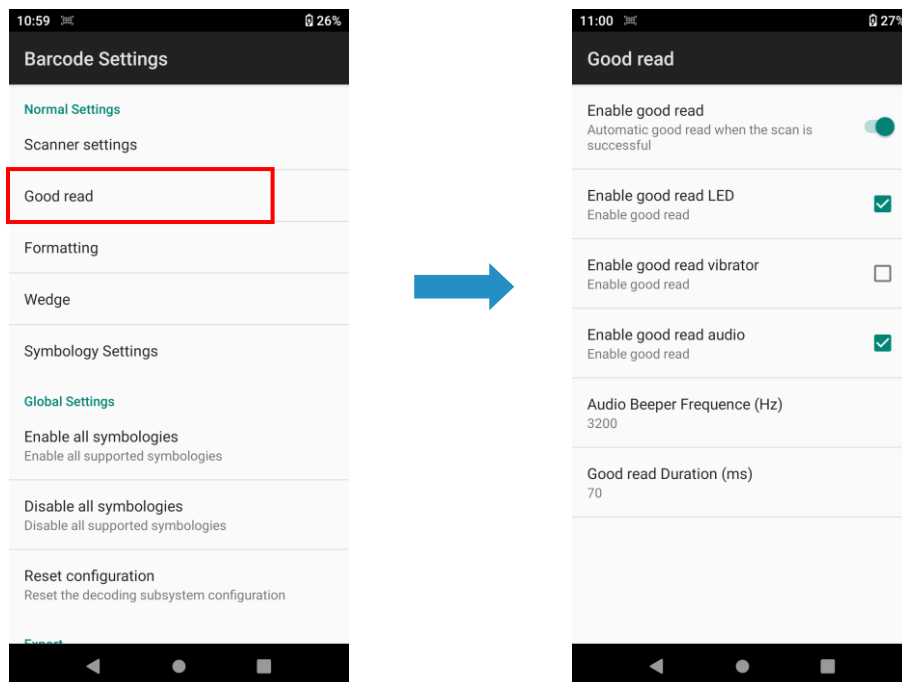 10:59
26%
Barcode Settings
Normal Settings
Scanner settings
Good read
Formatting
Wedge
Symbology Settings
Global Settings
Enable all symbologies
Enable all supported symbologies
Disable all symbologies
Disable all supported symbologies
Reset configuration
Reset the decoding subsystem configuration
Export
11:00
27%
Good read
Enable good read
Automatic good read when the scan is
successful
Enable good read LED
Enable good read
Enable good read vibrator
Enable good read
Enable good read audio
Enable good read
Audio Beeper Frequence (Hz)
3200
Good read Duration (ms)
70